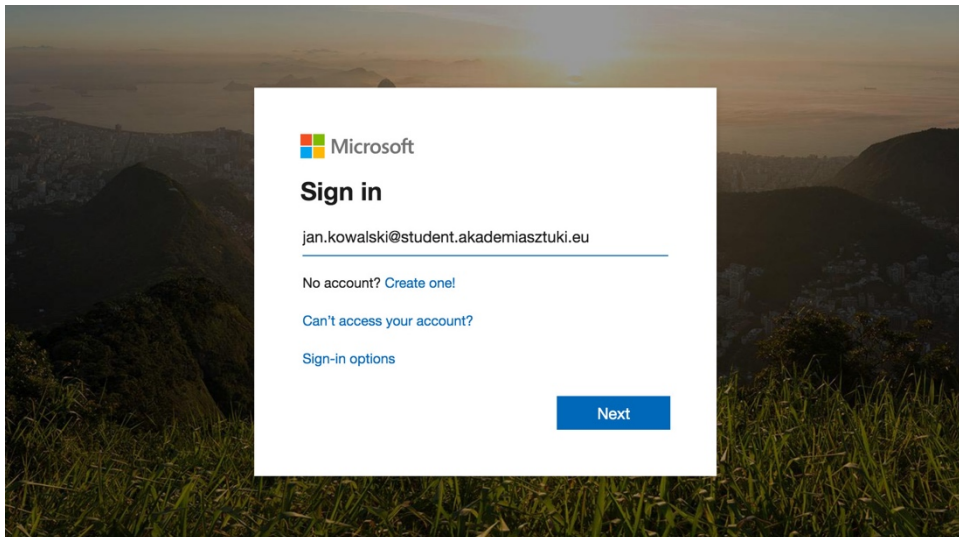 Microsoft
Sign in
jan.kowalski@student.akademiasztuki.eu
No account? Create one!
Can't access your account?
Sign-in options
Next